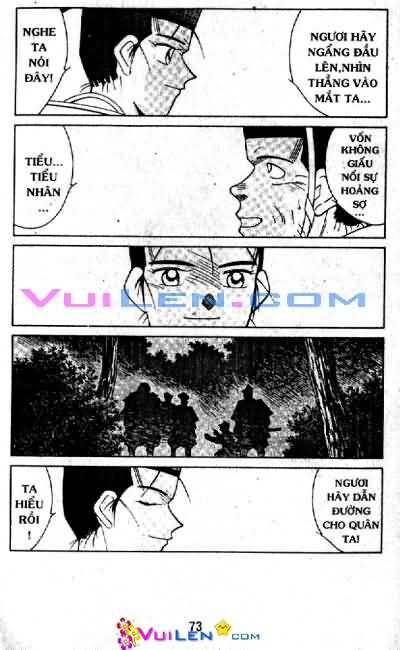 NGHE
TA
NÓI
ĐÂY!
NGƯƠI HÃY
NGẨNG ĐẦU
LÊN,NHÌN
THẲNG VÀO
MẮT TA...
TIỂU...
TIỂU
NHÂN
...
VỐN
KHÔNG
GIẤU
NỔI SỰ
HOẢNG
SỢ...
VUILEN.COM
TA
HIỂU
RỒI
!
NGƯƠI
HÃY DẪN
ĐƯỜNG
CHO QUÂN
TA!
73
VUILEN.COM